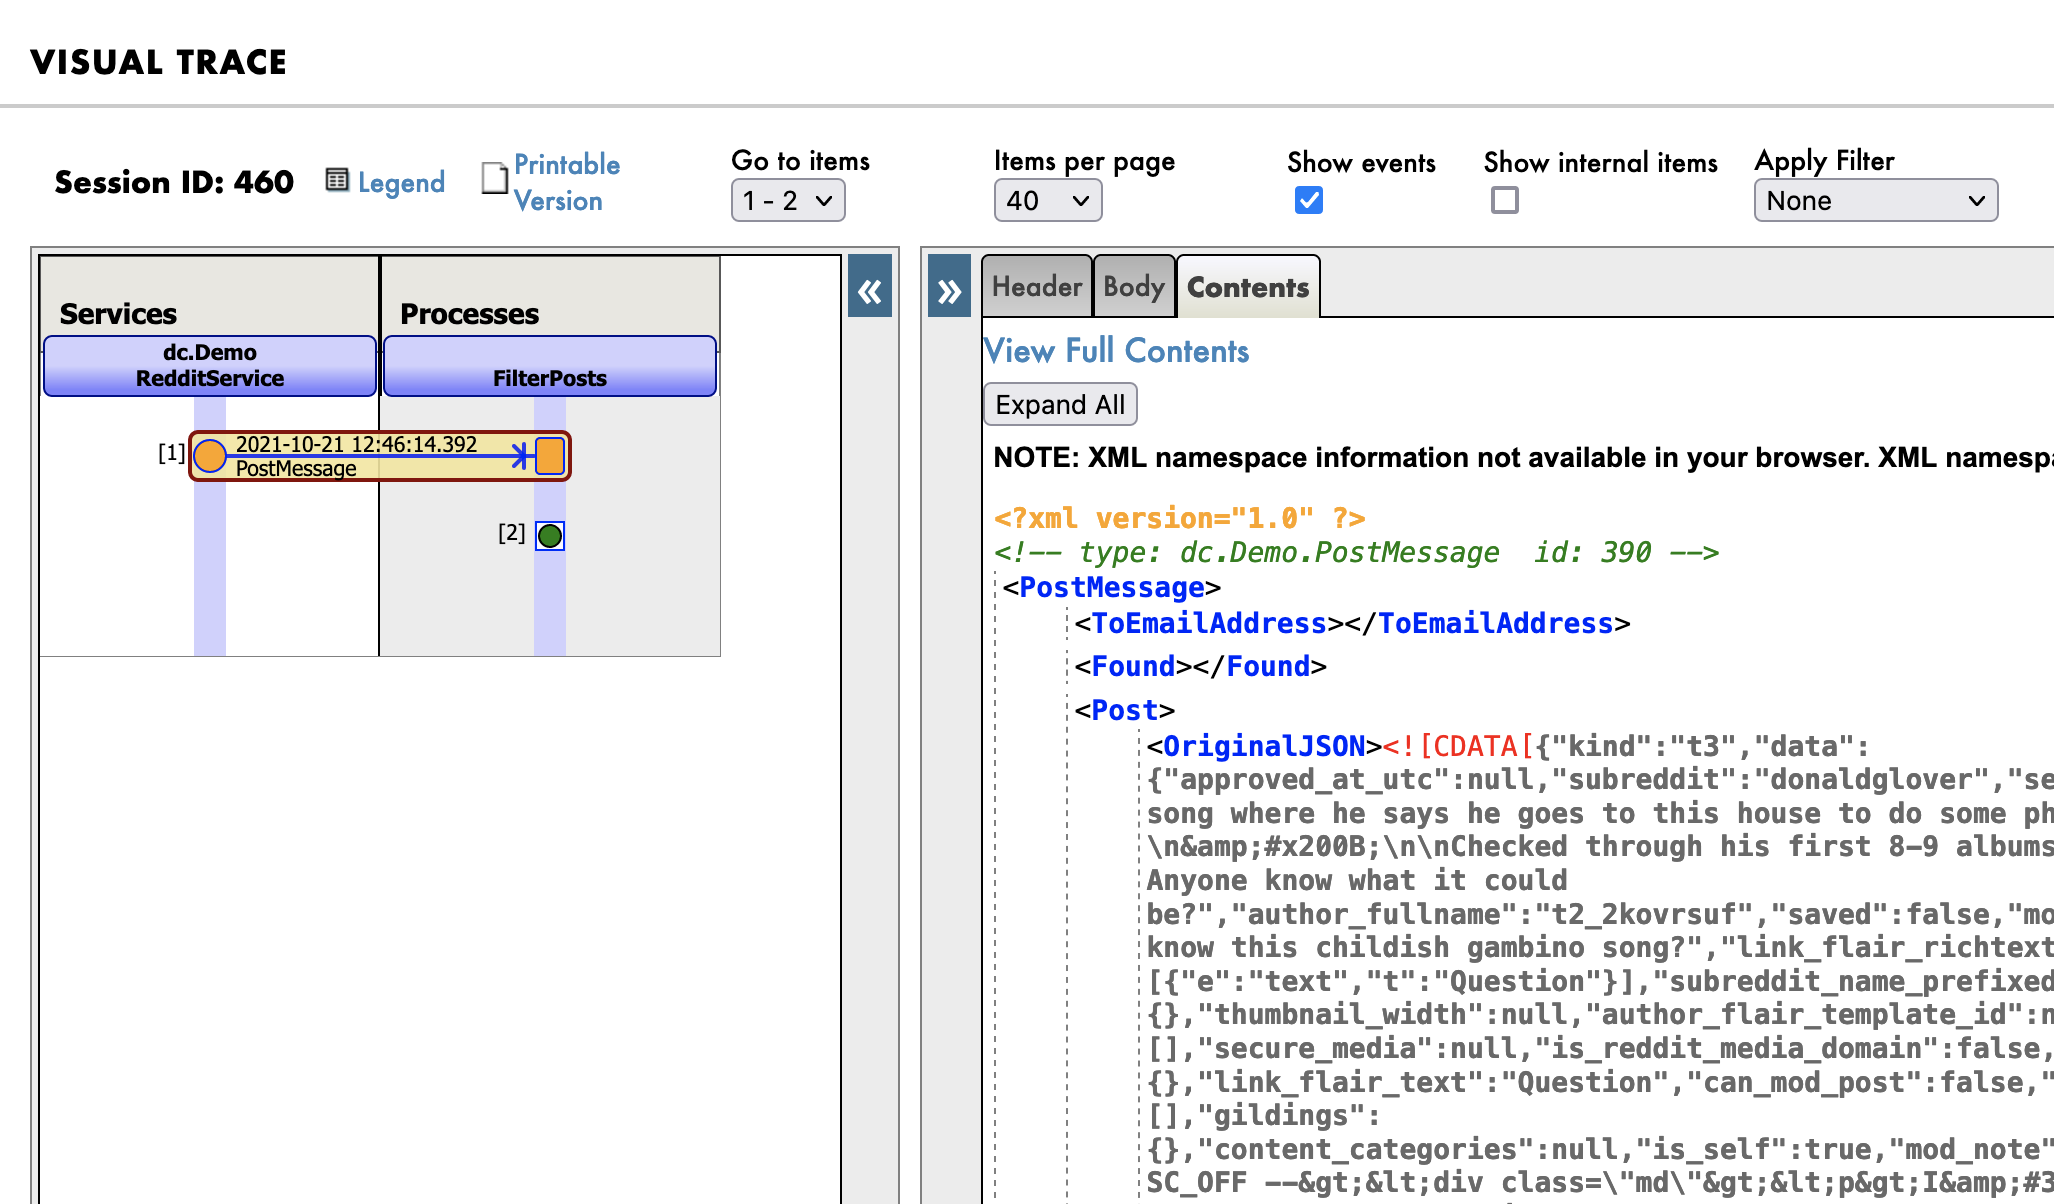 VISUAL TRACE
Session ID: 460
Legend
Printable
Version
Go to items
1 - 2
Items per page
40
Show events
Show internal items
Apply Filter
None
Services
Processes
dc.Demo
RedditService
FilterPosts
[1]
2021-10-21 12:46:14.392
PostMessage
[2]
«
»
Header
Body
Contents
View Full Contents
Expand All
NOTE: XML namespace information not available in your browser. XML namesp
<?xml version="1.0" ?>
<!-- type: dc.Demo.PostMessage  id: 390 -->
<PostMessage>
<ToEmailAddress></ToEmailAddress>
<Found></Found>
<Post>
<OriginalJSON><![CDATA[{"kind":"t3","data":
{"approved_at_utc":null,"subreddit":"donaldglover","se
song where he says he goes to this house to do some ph
\n&amp;#x200B;\n\nChecked through his first 8-9 albums
Anyone know what it could
be?","author_fullname":"t2_2kovrsuf","saved":false,"mo
know this childish gambino song?","link_flair_richtext
[{"e":"text","t":"Question"}],"subreddit_name_prefixed
{},"thumbnail_width":null,"author_flair_template_id":n
[],"secure_media":null,"is_reddit_media_domain":false,
{},"link_flair_text":"Question","can_mod_post":false,"
[],"gildings":
{},"content_categories":null,"is_self":true,"mod_note"
SC_OFF --&gt;&lt;div class=\"md\"&gt;&lt;p&gt;I&amp;#3